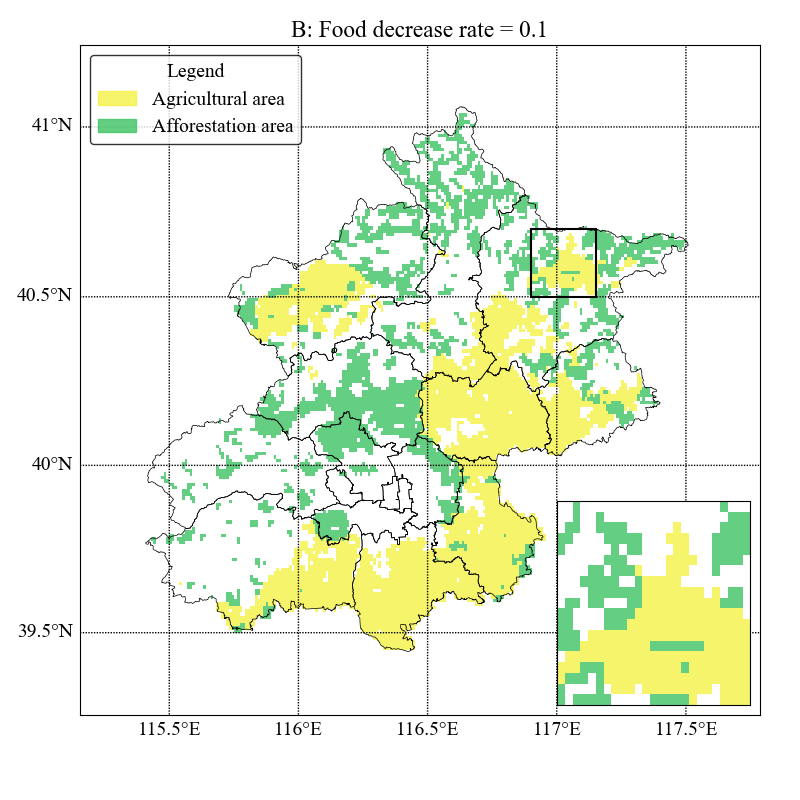 B: Food decrease rate = 0.1
Legend
Agricultural area
Afforestation area
41°N
40.5°N
40°N
39.5°N
115.5°E 116°E 116.5°E 117°E 117.5°E